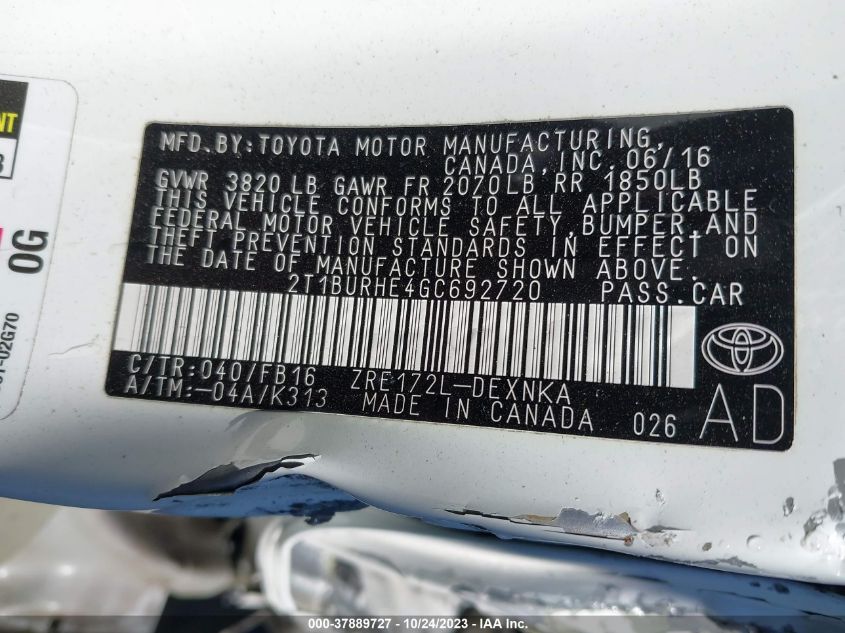 MFD.BY:TOYOTA MOTOR MANUFACTURING,
CANADA,INC. 06/16
GVWR 3820LB GAWR FR 2070LB RR 1850LB
THIS VEHICLE CONFORMS TO ALL APPLICABLE
FEDERAL MOTOR VEHICLE SAFETY,BUMPER,AND
THEFT PREVENTION STANDARDS IN EFFECT ON
THE DATE OF MANUFACTURE SHOWN ABOVE.
2T1BURHE4GC692720 PASS.CAR
C/TR:040/FB16 ZRE172L-DEXNKA
A/TM:-04A/K313 MADE IN CANADA 026
AD
0G
-02G70
000-37889727 - 10/24/2023 - IAA, Inc.